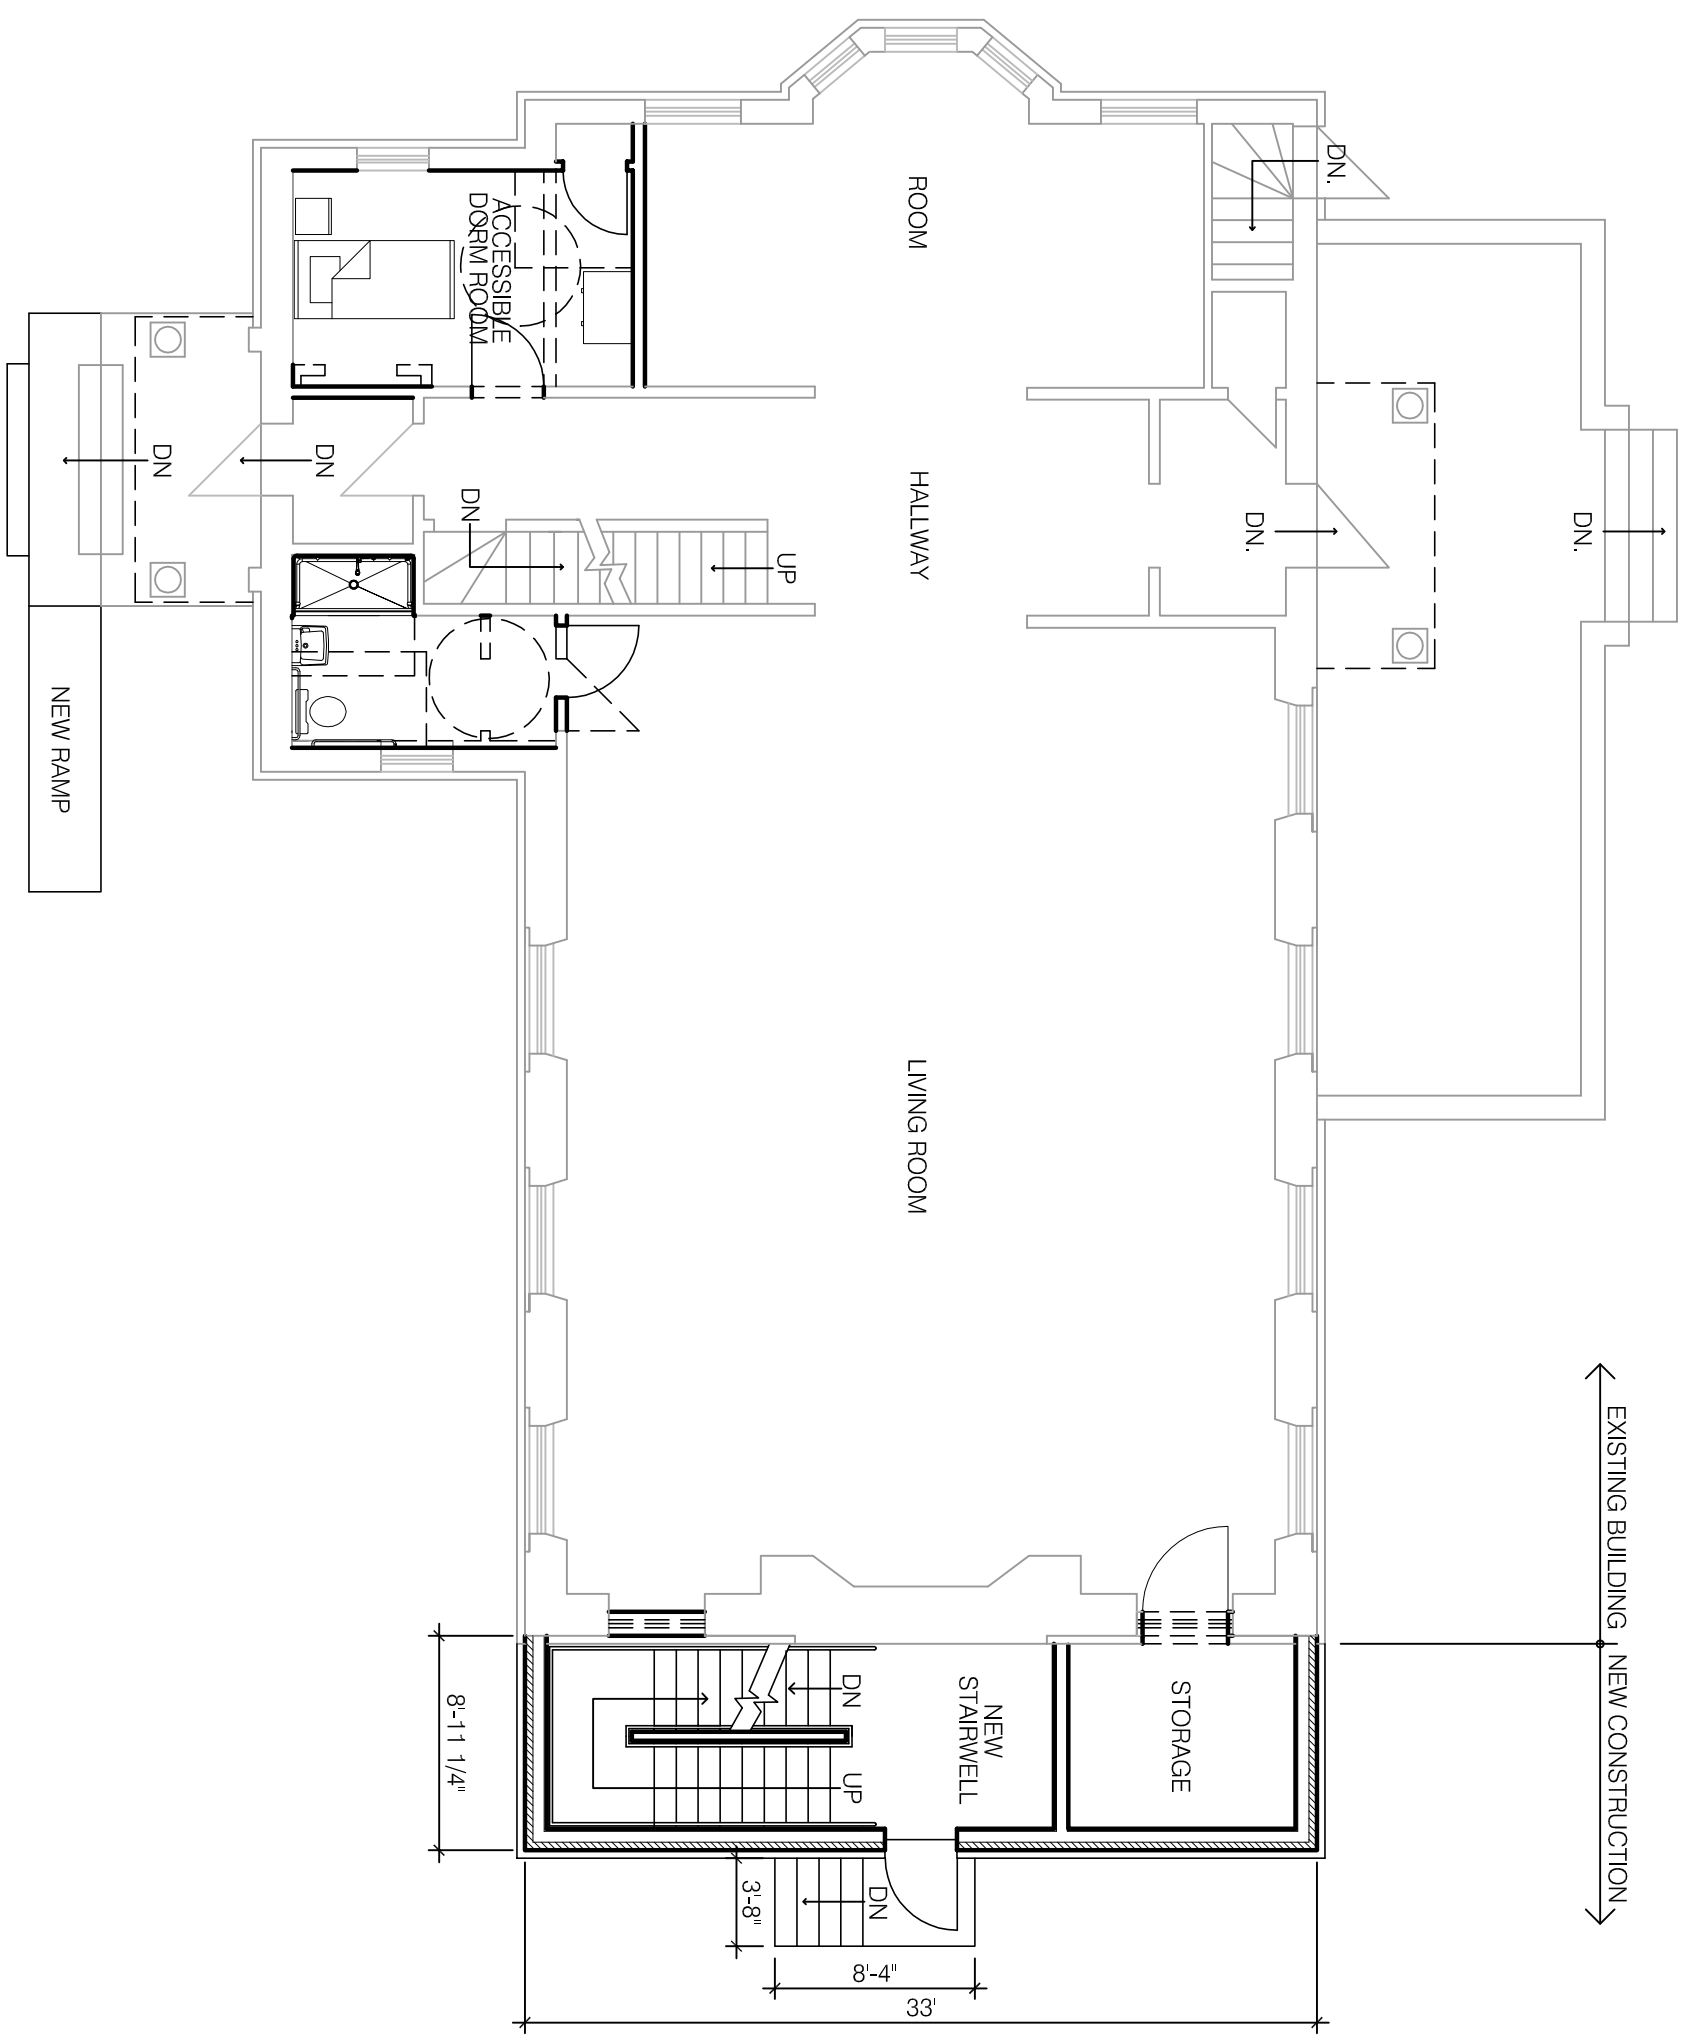 DN.
ROOM
ACCESSIBLE
DORM ROOM
DN
DN
DN
UP
HALLWAY
DN.
DN.
NEW RAMP
LIVING ROOM
EXISTING BUILDING
NEW CONSTRUCTION
STORAGE
NEW
STAIRWELL
DN
UP
DN
8'-11 1/4"
3'-8"
8'-4"
33'